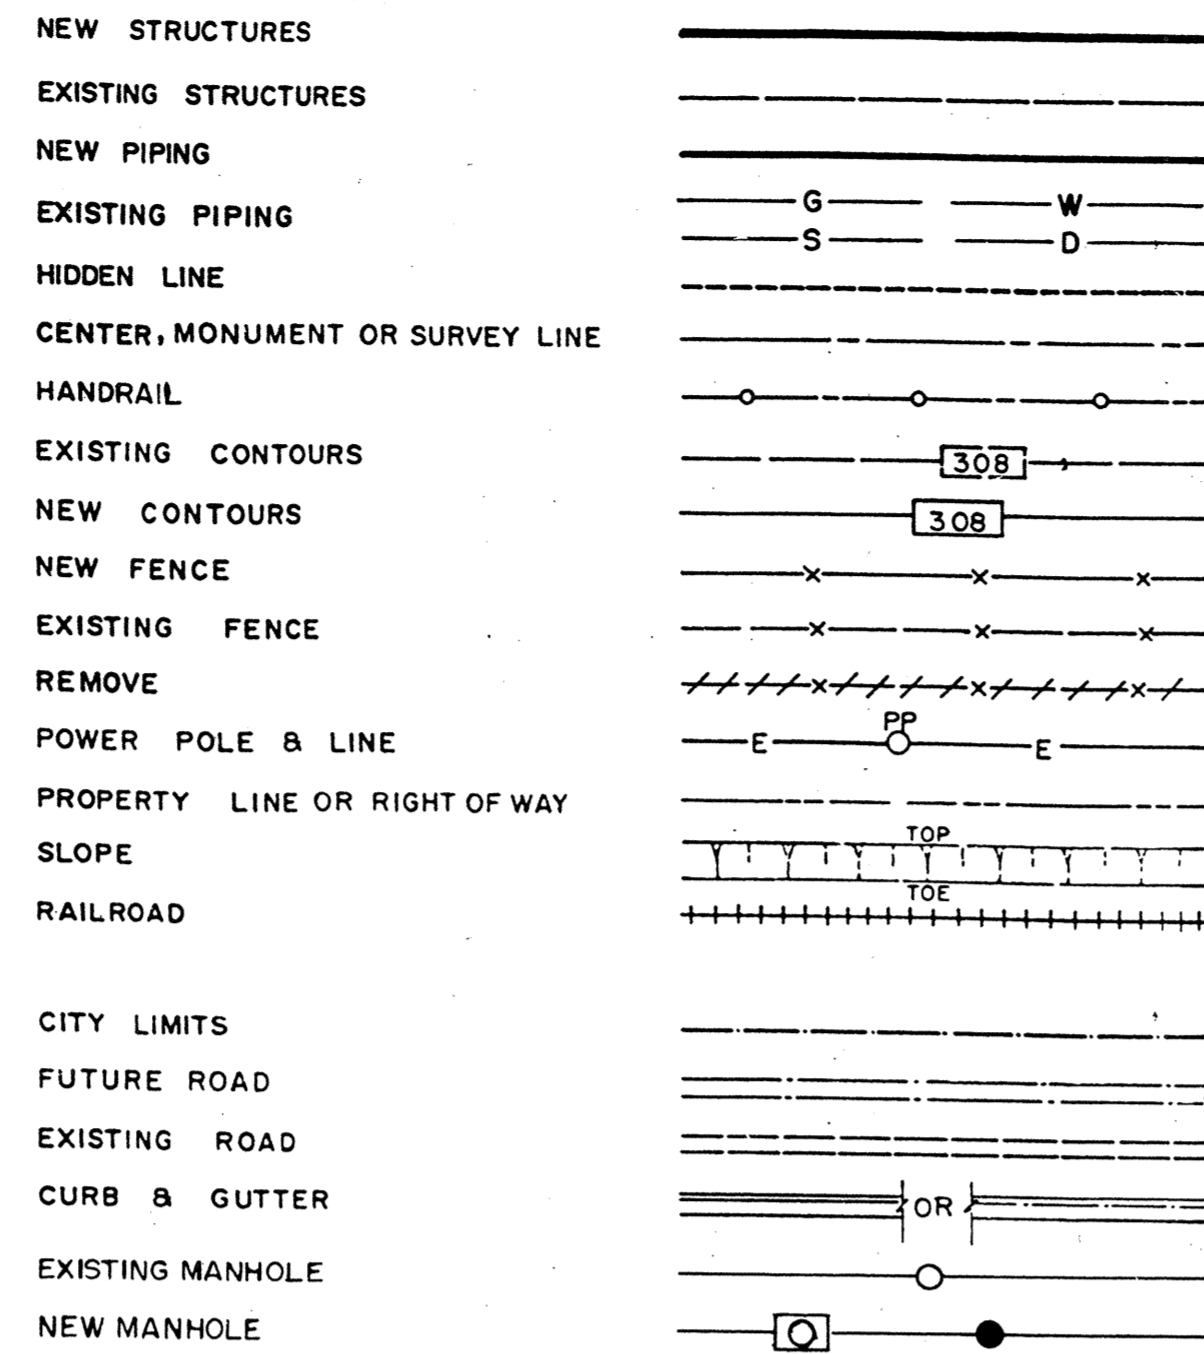 NEW STRUCTURES
EXISTING STRUCTURES
NEW PIPING
EXISTING PIPING G W
S D
HIDDEN LINE
CENTER, MONUMENT OR SURVEY LINE
HANDRAIL
EXISTING CONTOURS 308
NEW CONTOURS 308
NEW FENCE
EXISTING FENCE
REMOVE
PP
POWER POLE & LINE E E
PROPERTY LINE OR RIGHT OF WAY
TOP
SLOPE
TOE
RAILROAD
CITY LIMITS
FUTURE ROAD
EXISTING ROAD
CURB & GUTTER OR
EXISTING MANHOLE
NEW MANHOLE